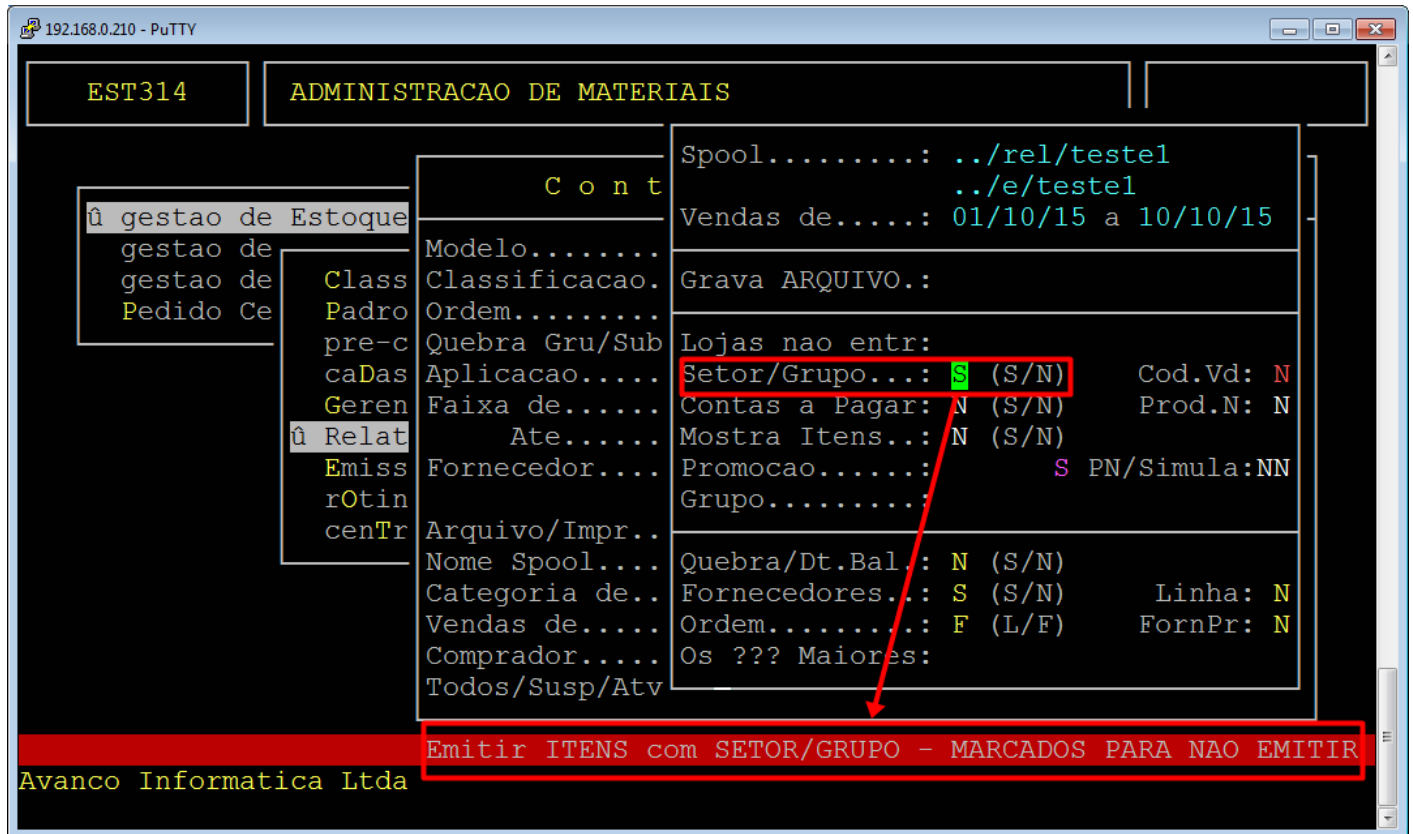 192.168.0.210 - PuTTY
EST314 ADMINISTRACAO DE MATERIAIS
Spool.........: ../rel/teste1
C o n t ../e/teste1
û gestao de Estoque Vendas de.....: 01/10/15 a 10/10/15
gestao de Modelo........
gestao de Class Classificacao. Grava ARQUIVO.:
Pedido Ce Padro Ordem.........
pre-c Quebra Gru/Sub Lojas nao entr:
caDas Aplicacao..... Setor/Grupo...: S (S/N) Cod.Vd: N
Geren Faixa de...... Contas a Pagar: N (S/N) Prod.N: N
û Relat Ate...... Mostra Itens..: N (S/N)
Emiss Fornecedor.... Promocao......: S PN/Simula:NN
rOtin Grupo.........:
cenTr Arquivo/Impr..
Nome Spool.... Quebra/Dt.Bal.: N (S/N)
Categoria de.. Fornecedores..: S (S/N) Linha: N
Vendas de..... Ordem.........: F (L/F) FornPr: N
Comprador..... Os ??? Maiores:
Todos/Susp/Atv
Emitir ITENS com SETOR/GRUPO - MARCADOS PARA NAO EMITIR
Avanco Informatica Ltda